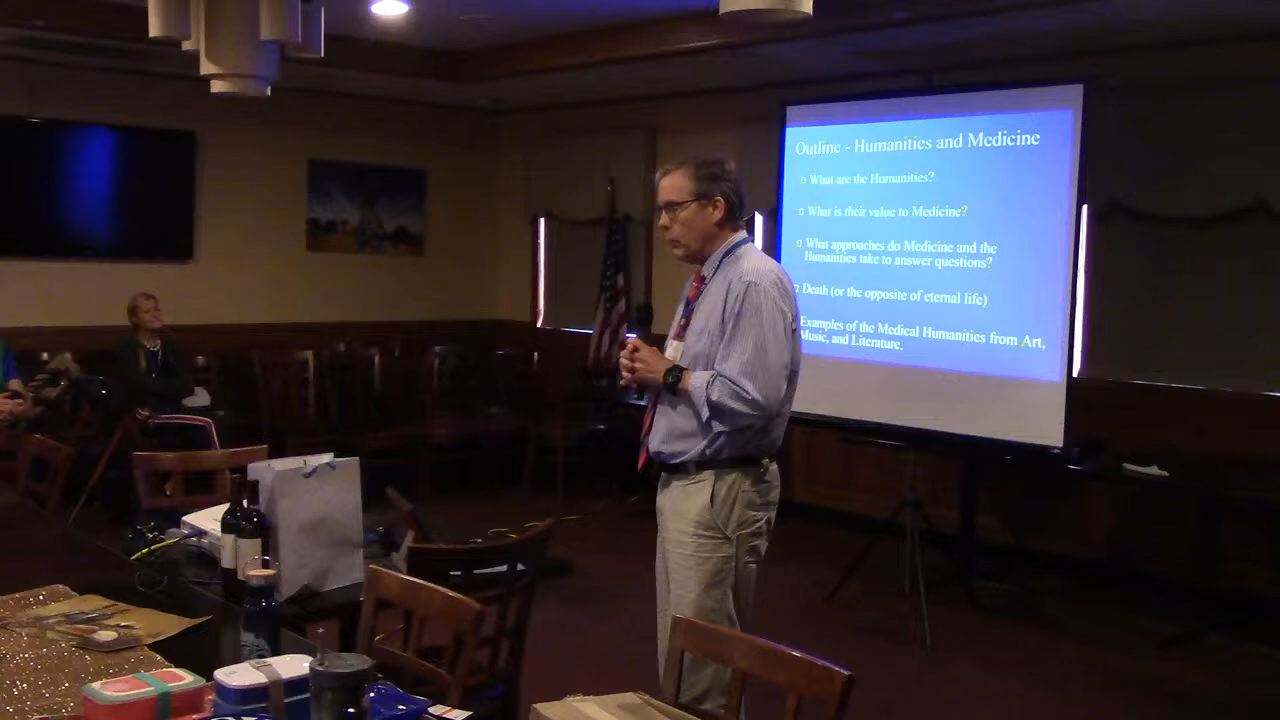 Outline - Humanities and Medicine
What are the Humanities?
What is their value to Medicine?
What approaches do Medicine and the
Humanities take to answer questions?
Death (or the opposite of eternal life)
Examples of the Medical Humanities from Art,
Music, and Literature.